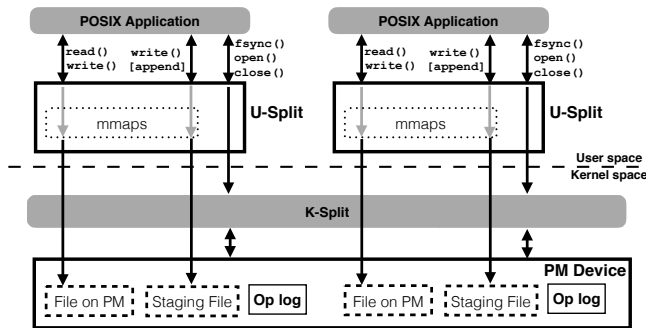 POSIX Application
POSIX Application
read()
write()
write()
[append]
fsync()
open()
close()
read()
write()
write()
[append]
fsync()
open()
close()
mmaps
U-Split
mmaps
U-Split
User space
Kernel space
K-Split
PM Device
File on PM
Staging File
Op log
File on PM
Staging File
Op log